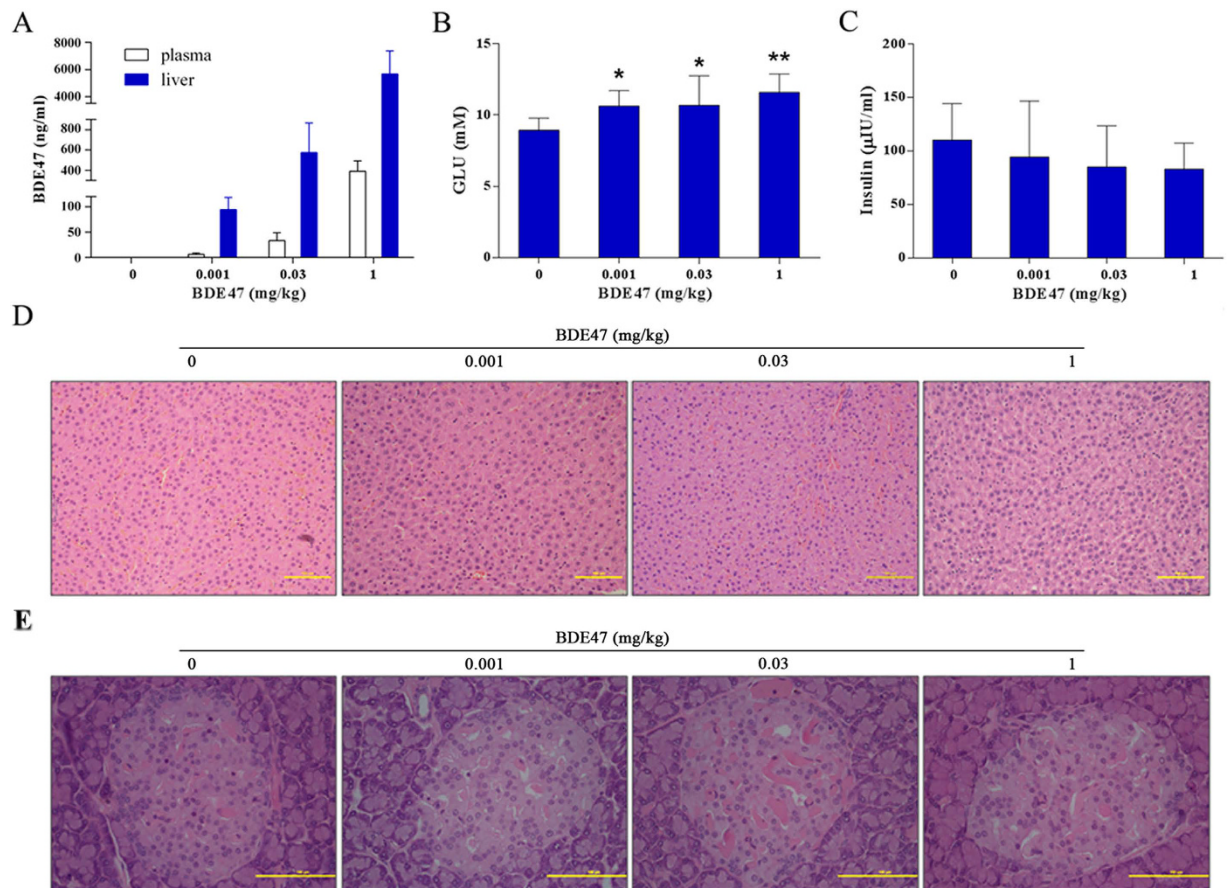 A
BDE47 (ng/ml)
8000
6000
4000
800
600
400
100
50
0
plasma
liver
0 0.001 0.03 1
BDE47 (mg/kg)
B
GLU (mM)
15
10
5
0
* * **
0 0.001 0.03 1
BDE47 (mg/kg)
C
Insulin (μIU/ml)
200
150
100
50
0
0 0.001 0.03 1
BDE47 (mg/kg)
D
BDE47 (mg/kg)
0 0.001 0.03 1
E
BDE47 (mg/kg)
0 0.001 0.03 1